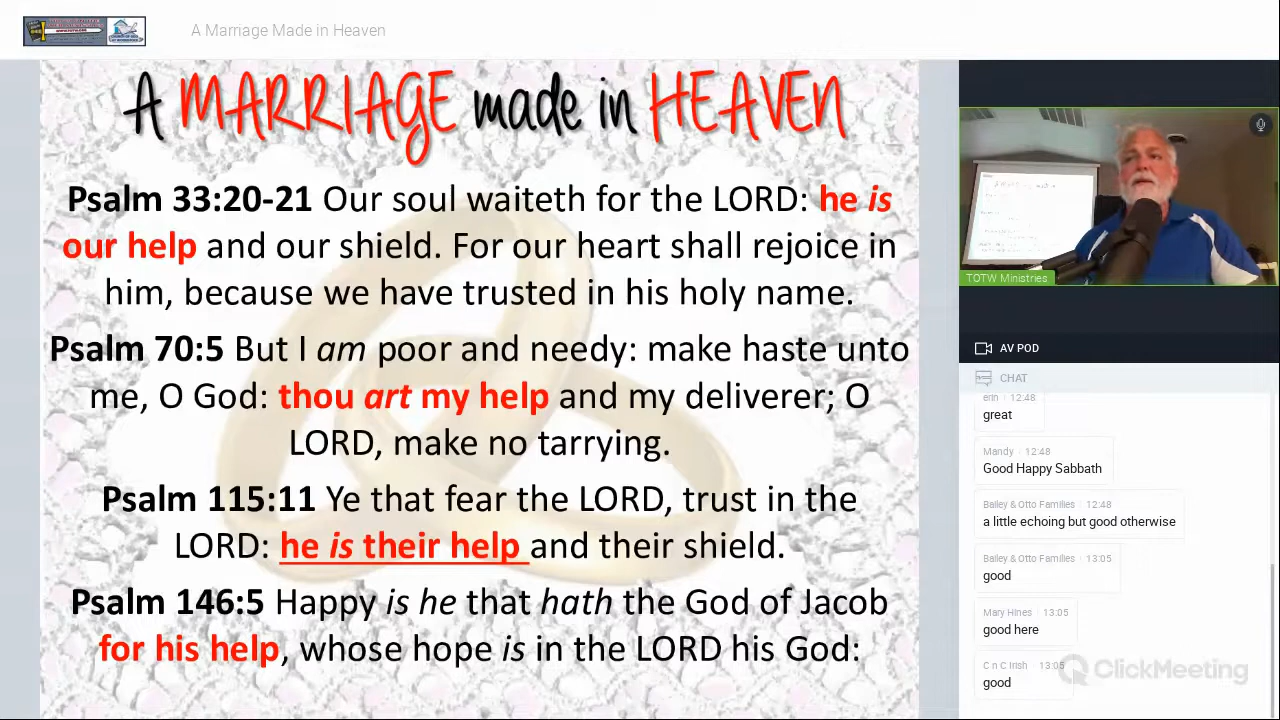 A Marriage Made in Heaven
A MARRIAGE made in HEAVEN
Psalm 33:20-21 Our soul waiteth for the LORD: he is
our help and our shield. For our heart shall rejoice in
him, because we have trusted in his holy name.
Psalm 70:5 But I am poor and needy: make haste unto
me, O God: thou art my help and my deliverer; O
LORD, make no tarrying.
Psalm 115:11 Ye that fear the LORD, trust in the
LORD: he is their help and their shield.
Psalm 146:5 Happy is he that hath the God of Jacob
for his help, whose hope is in the LORD his God:
TOTW Ministries
AV POD
CHAT
erin 12:48
great
Mandy 12:48
Good Happy Sabbath
Bailey & Otto Families 12:48
a little echoing but good otherwise
Bailey & Otto Families 13:05
good
Mary Hines 13:05
good here
C n C Irish 13:05
good
ClickMeeting